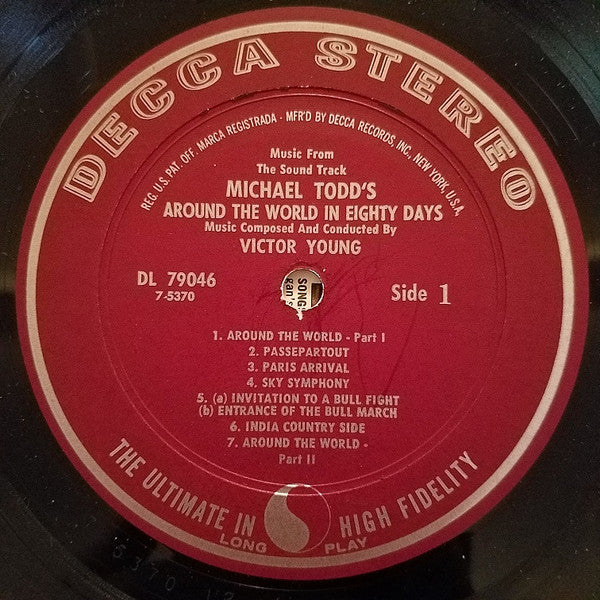 DECCA STEREO
REG. U.S. PAT. OFF. MARCA REGISTRADA - MFR'D BY DECCA RECORDS, INC., NEW YORK, U.S.A.
Music From
The Sound Track
MICHAEL TODD'S
AROUND THE WORLD IN EIGHTY DAYS
Music Composed And Conducted By
VICTOR YOUNG
DL 79046
7-5370
SONG
gan's
Side 1
1. AROUND THE WORLD - Part I
2. PASSEPARTOUT
3. PARIS ARRIVAL
4. SKY SYMPHONY
5. (a) INVITATION TO A BULL FIGHT
(b) ENTRANCE OF THE BULL MARCH
6. INDIA COUNTRY SIDE
7. AROUND THE WORLD -
Part II
THE ULTIMATE IN HIGH FIDELITY
LONG PLAY